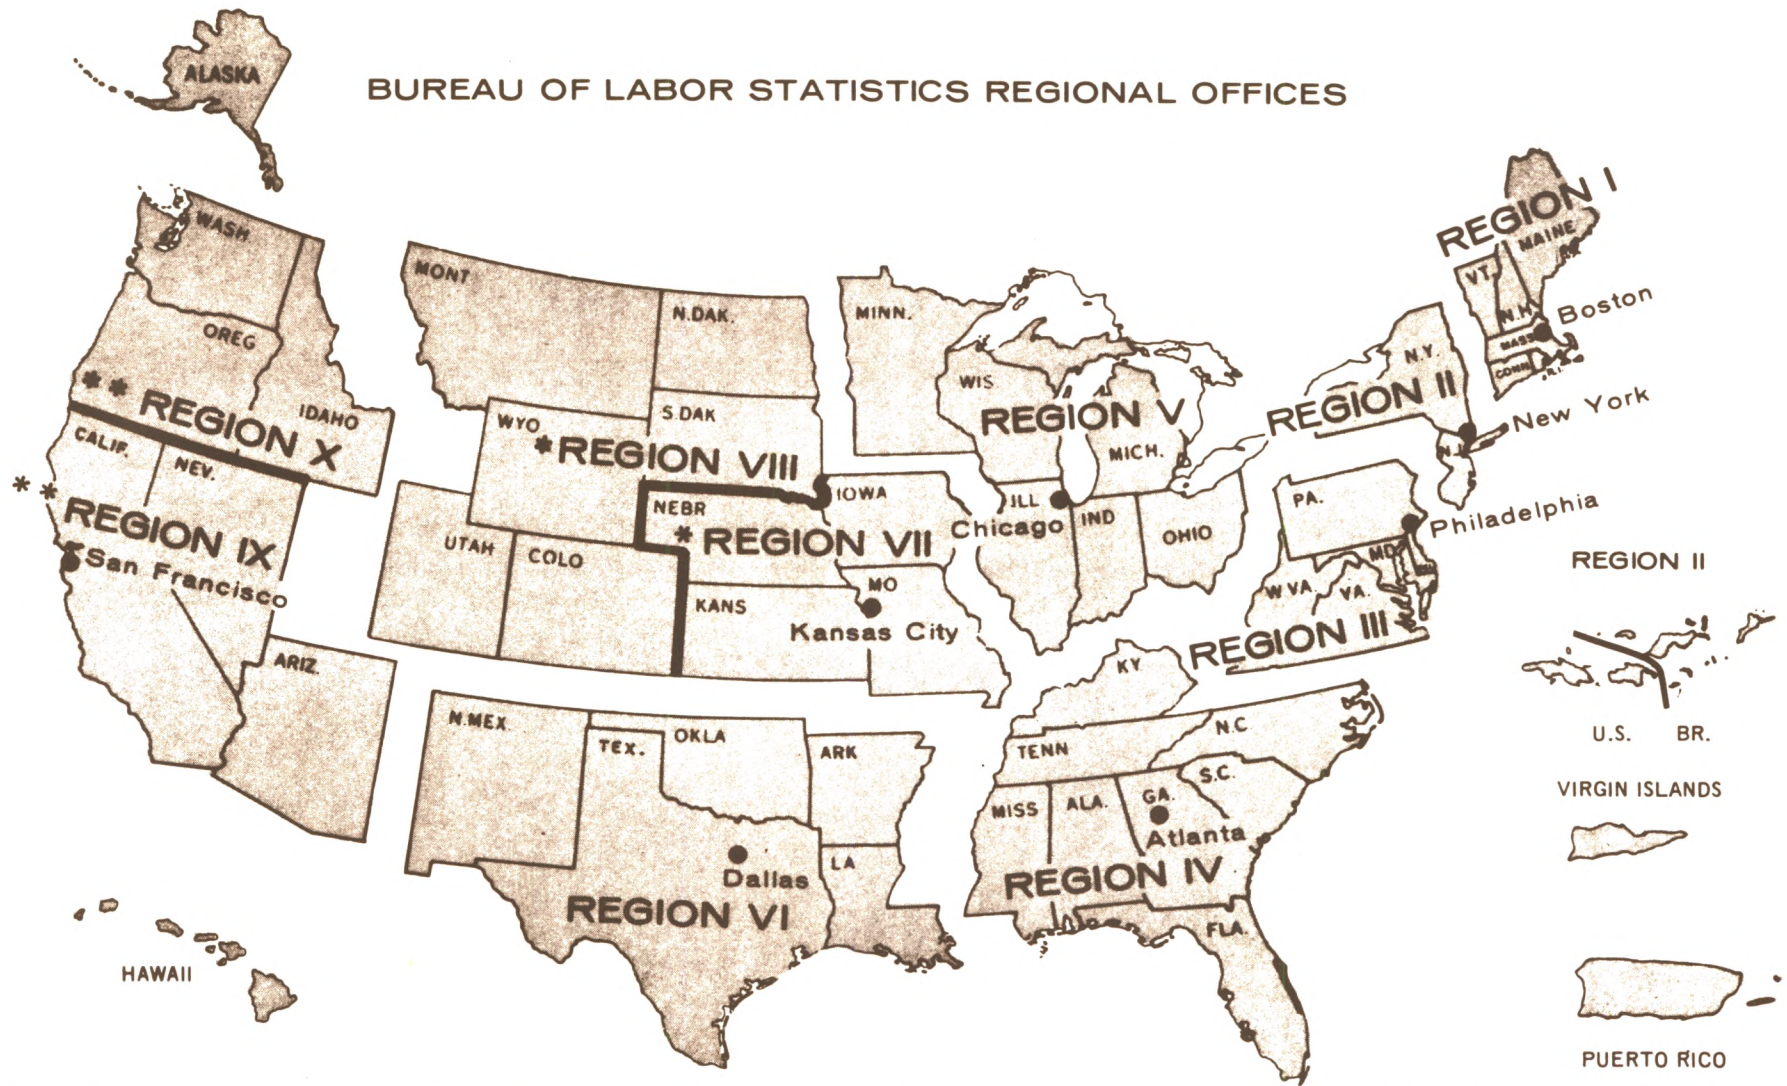 ALASKA
BUREAU OF LABOR STATISTICS REGIONAL OFFICES
WASH
OREG
IDAHO
** REGION X
CALIF.
NEV.
** REGION IX
San Francisco
ARIZ.
HAWAII
MONT
N.DAK.
S.DAK
WYO
* REGION VIII
UTAH
COLO
NEBR
IOWA
* REGION VII
KANS
MO
Kansas City
N.MEX
TEX.
OKLA
ARK
LA
Dallas
REGION VI
MINN.
WIS.
REGION V
MICH.
ILL
Chicago
IND
OHIO
KY
TENN
N.C
S.C.
MISS
ALA.
GA.
Atlanta
REGION IV
FLA.
REGION I
MAINE
VT.
N.H.
MASS
CONN
R.I.
Boston
N.Y.
REGION II
New York
N.J.
PA.
Philadelphia
MD
W VA.
VA.
REGION III
REGION II
U.S. BR.
VIRGIN ISLANDS
PUERTO RICO